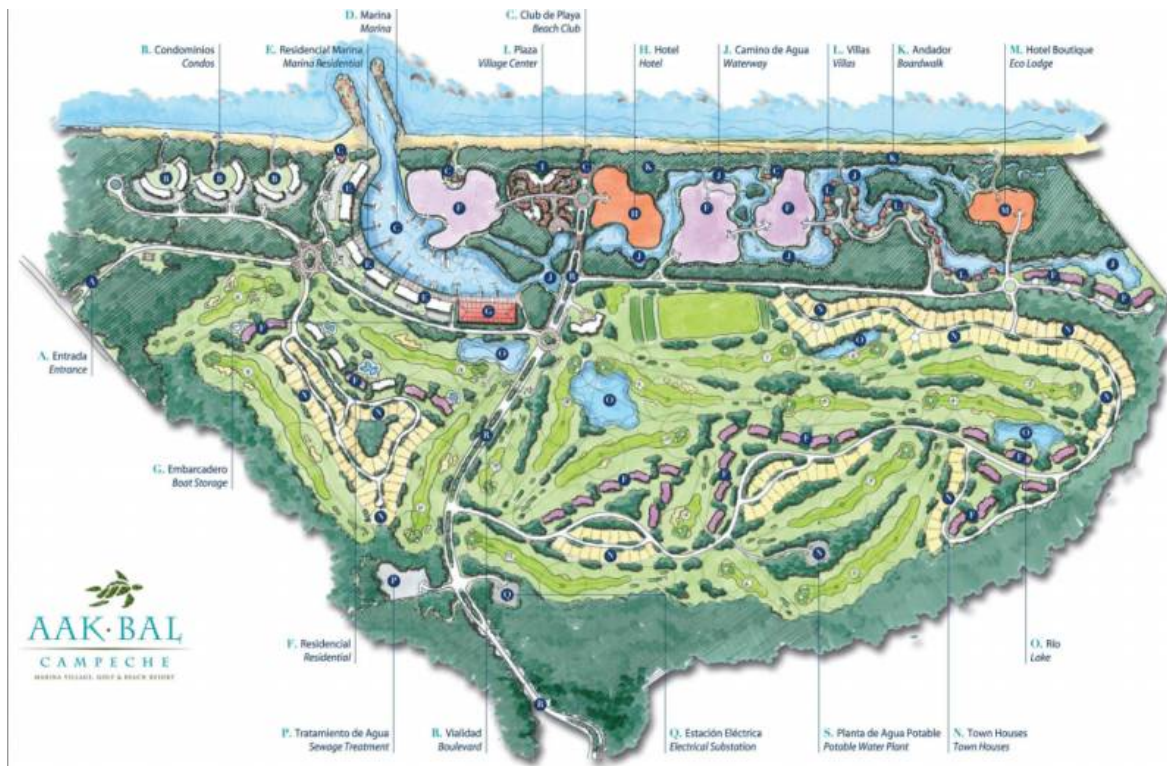 D. Marina
Marina
C. Club de Playa
Beach Club
B. Condominios
Condos
E. Residencial Marina
Marina Residential
I. Plaza
Village Center
H. Hotel
Hotel
J. Camino de Agua
Waterway
L. Villas
Villas
K. Andador
Boardwalk
M. Hotel Boutique
Eco Lodge
A. Entrada
Entrance
G. Embarcadero
Boat Storage
AAK·BAL
CAMPECHE
MARINA VILLAGE, GOLF & BEACH RESORT
F. Residencial
Residential
O. Río
Lake
P. Tratamiento de Agua
Sewage Treatment
R. Vialidad
Boulevard
Q. Estación Eléctrica
Electrical Substation
S. Planta de Agua Potable
Potable Water Plant
N. Town Houses
Town Houses